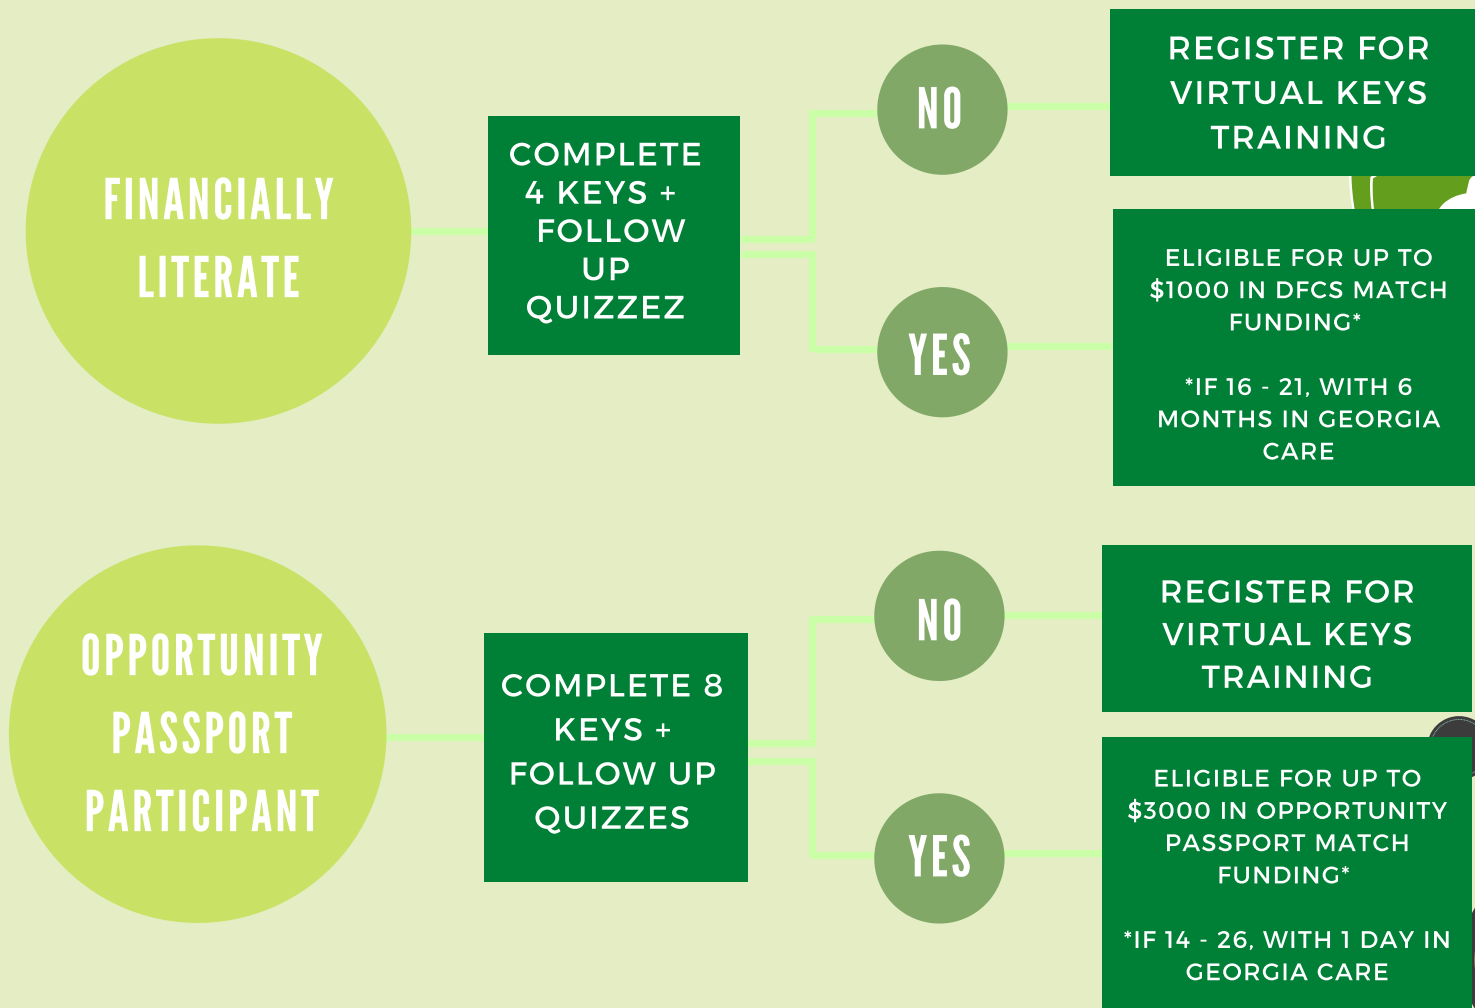 FINANCIALLY
LITERATE
COMPLETE
4 KEYS +
FOLLOW
UP
QUIZZEZ
NO
REGISTER FOR
VIRTUAL KEYS
TRAINING
YES
ELIGIBLE FOR UP TO
$1000 IN DFCS MATCH
FUNDING*
*IF 16 - 21, WITH 6
MONTHS IN GEORGIA
CARE
OPPORTUNITY
PASSPORT
PARTICIPANT
COMPLETE 8
KEYS +
FOLLOW UP
QUIZZES
NO
REGISTER FOR
VIRTUAL KEYS
TRAINING
YES
ELIGIBLE FOR UP TO
$3000 IN OPPORTUNITY
PASSPORT MATCH
FUNDING*
*IF 14 - 26, WITH 1 DAY IN
GEORGIA CARE